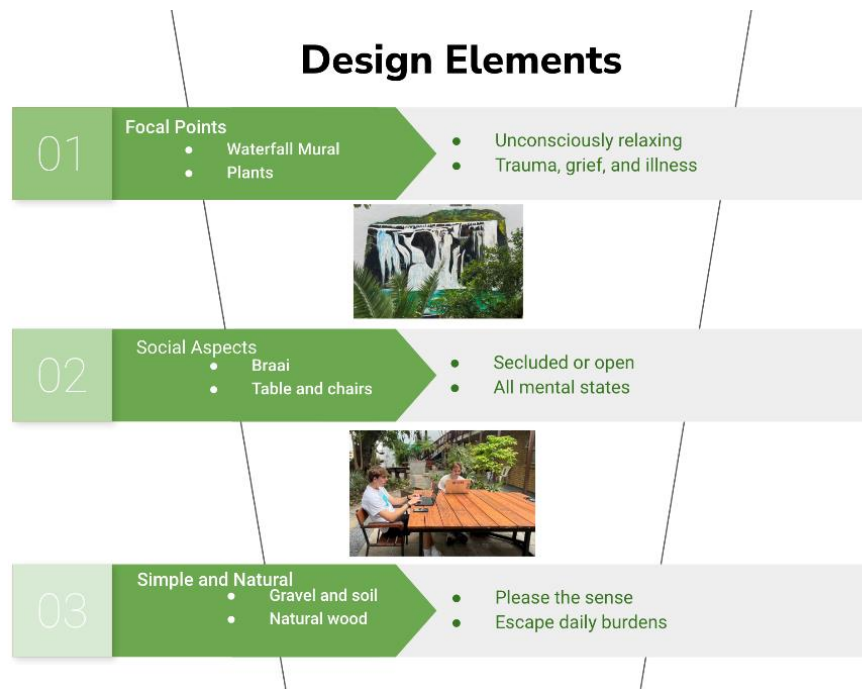 Design Elements
01
Focal Points
● Waterfall Mural
● Plants
● Unconsciously relaxing
● Trauma, grief, and illness
02
Social Aspects
● Braai
● Table and chairs
● Secluded or open
● All mental states
03
Simple and Natural
● Gravel and soil
● Natural wood
● Please the sense
● Escape daily burdens